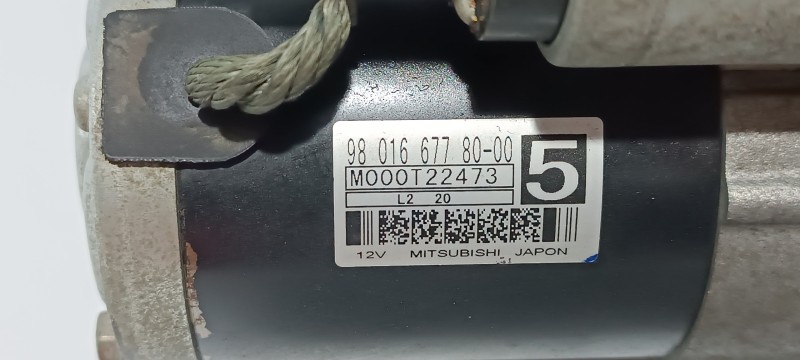 98 016 677 80-00
5
M000T22473
L2 20
12V MITSUBISHI JAPON